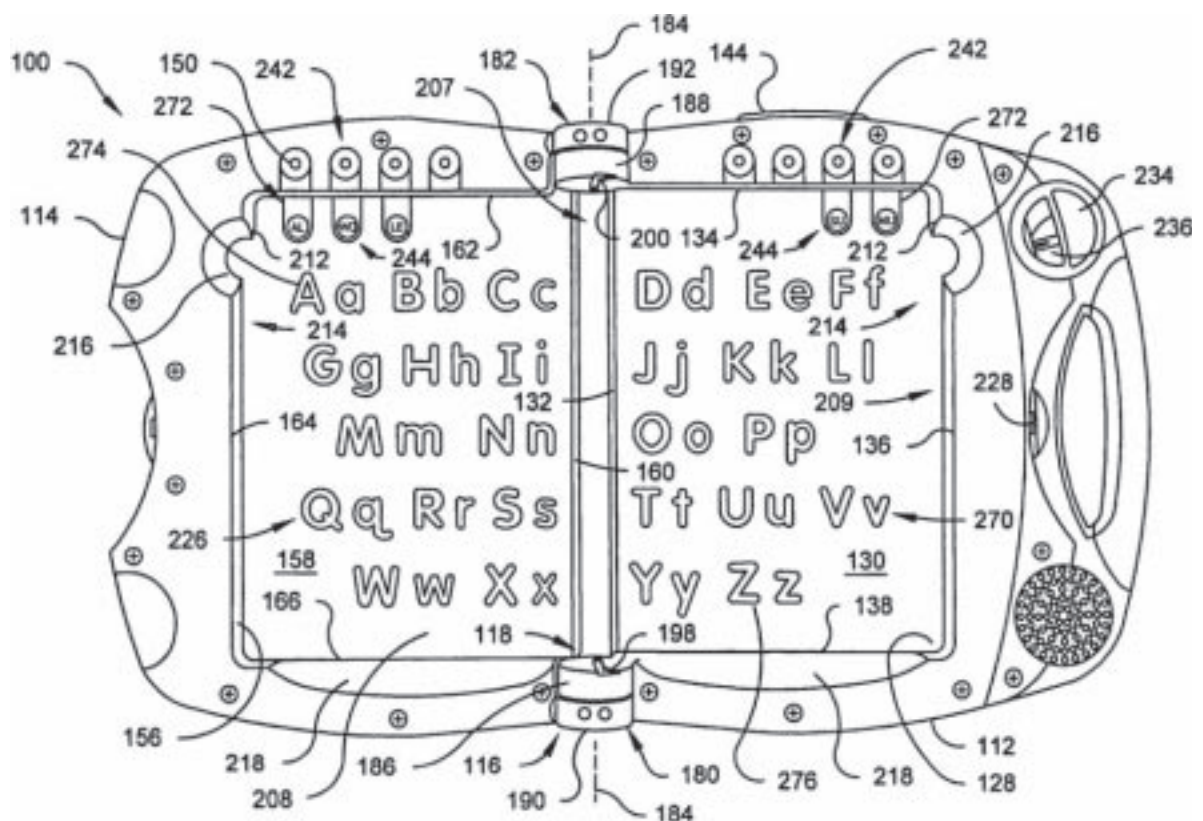 184
100 150 242 182 192 144 242
207 188
272 272 216
274 234
114 AL LE
212 244 162 200 134 244 212 236
Aa Bb Cc Dd Ee Ff
216 214 214
Gg Hh Ii Jj Kk Ll
132 209 228
164 Mm Nn Oo Pp 136
160
Qq Rr Ss Tt Uu Vv 270
226
158 Ww Xx Yy Zz 130
166 118 198 138
156 218 186 116 180 276 218 128 112
208 190 184